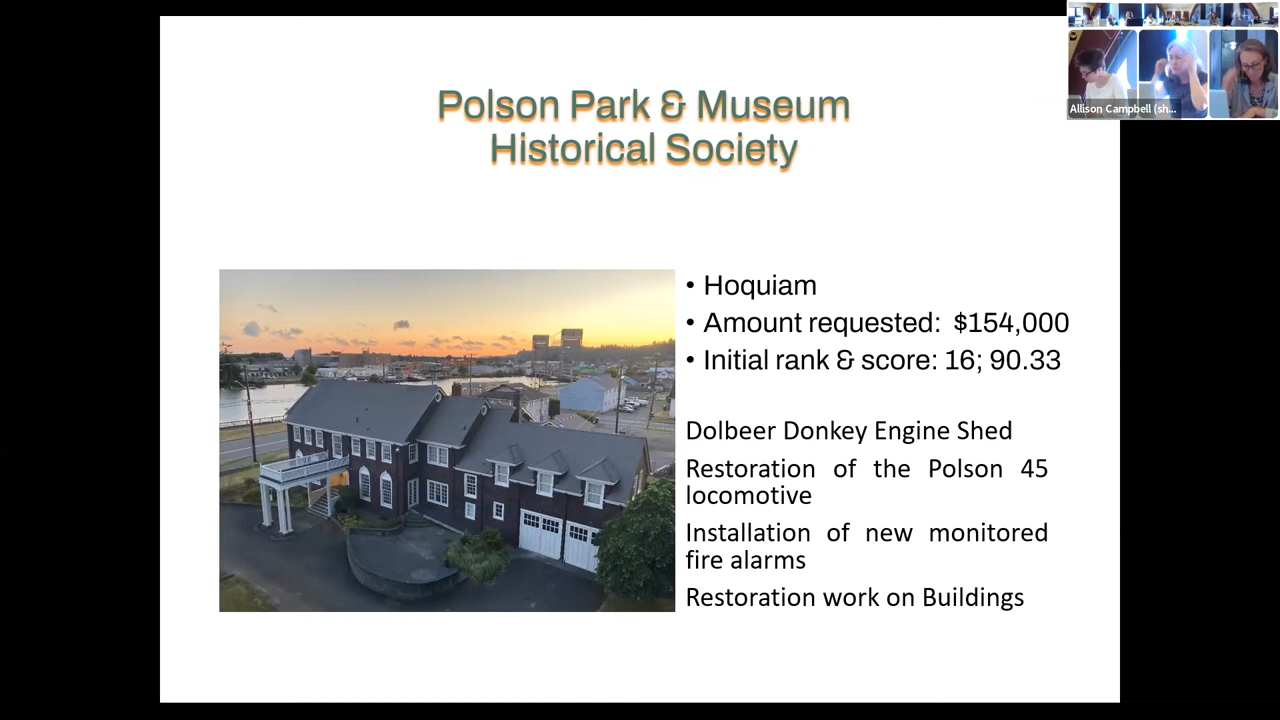 Polson Park & Museum
Historical Society
• Hoquiam
• Amount requested: $154,000
• Initial rank & score: 16; 90.33
Dolbeer Donkey Engine Shed
Restoration of the Polson 45
locomotive
Installation of new monitored
fire alarms
Restoration work on Buildings
Allison Campbell (sh...